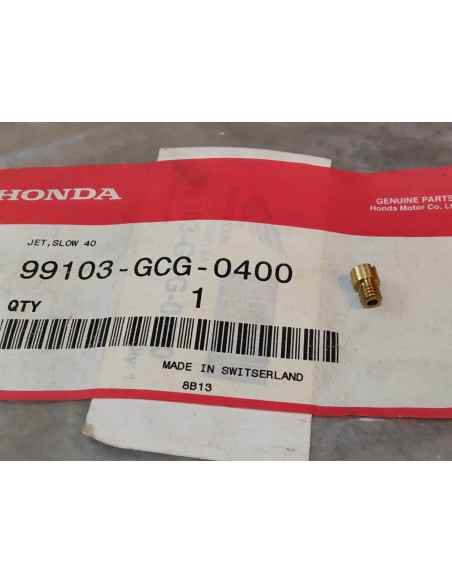 HONDA
GENUINE PARTS
Honda Motor Co. Lt
JET, SLOW 40
99103-GCG-0400
QTY 1
MADE IN SWITSERLAND
8B13